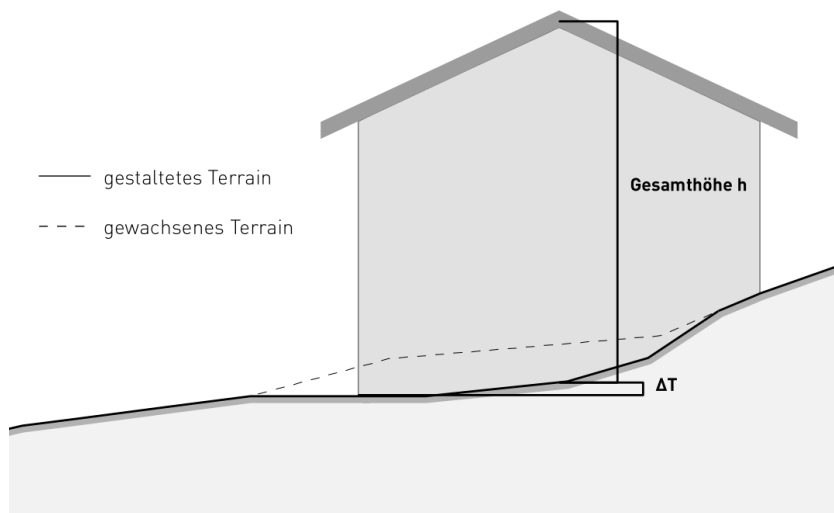 gestaltetes Terrain
gewachsenes Terrain
Gesamthöhe h
ΔT